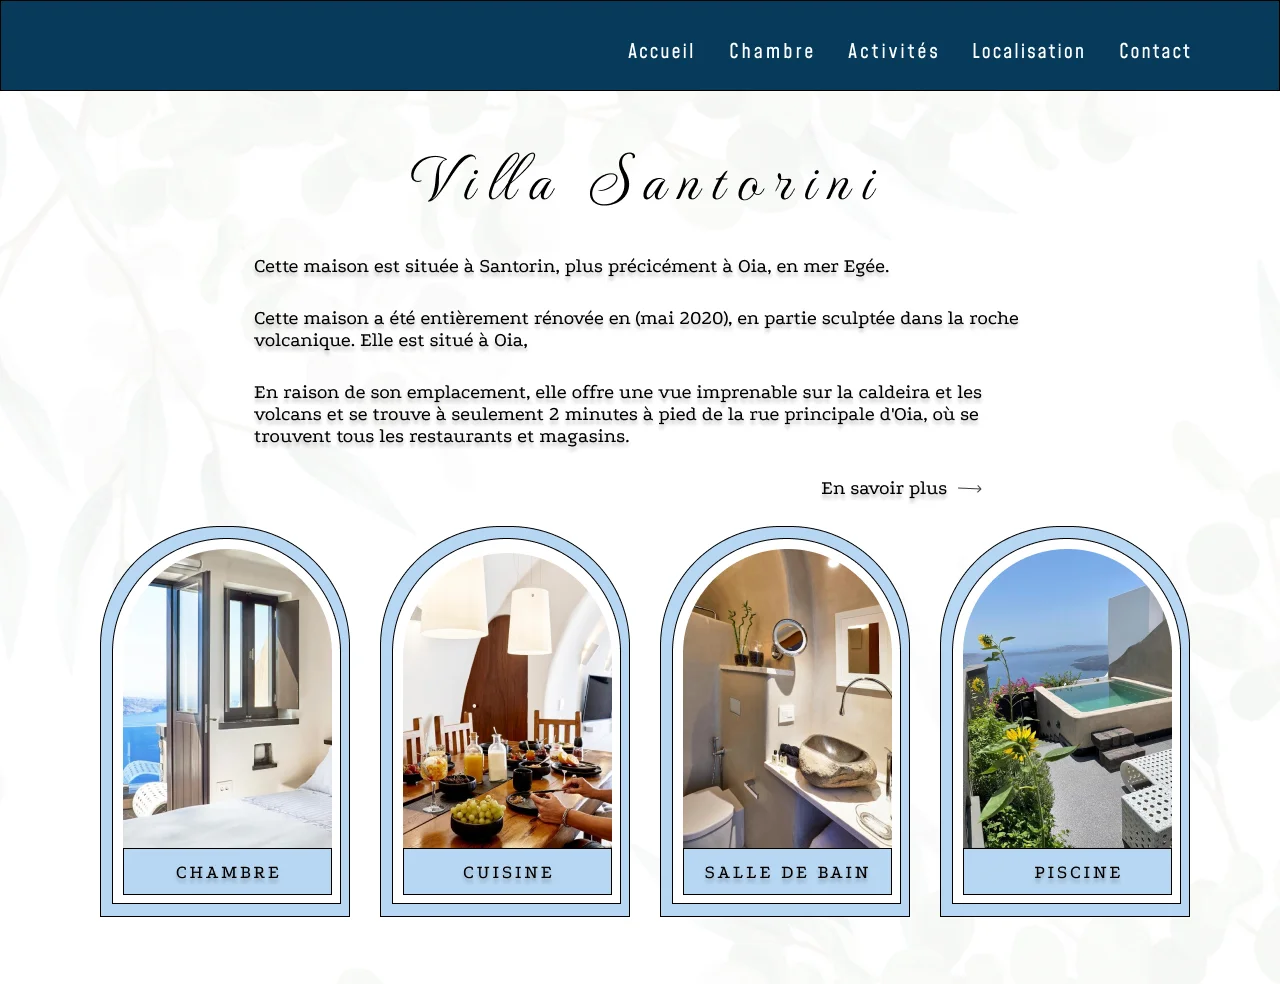 Accueil Chambre Activités Localisation Contact
Villa Santorini
Cette maison est située à Santorin, plus précicément à Oia, en mer Egée.
Cette maison a été entièrement rénovée en (mai 2020), en partie sculptée dans la roche
volcanique. Elle est situé à Oia,
En raison de son emplacement, elle offre une vue imprenable sur la caldeira et les
volcans et se trouve à seulement 2 minutes à pied de la rue principale d'Oia, où se
trouvent tous les restaurants et magasins.
En savoir plus
CHAMBRE
CUISINE
SALLE DE BAIN
PISCINE